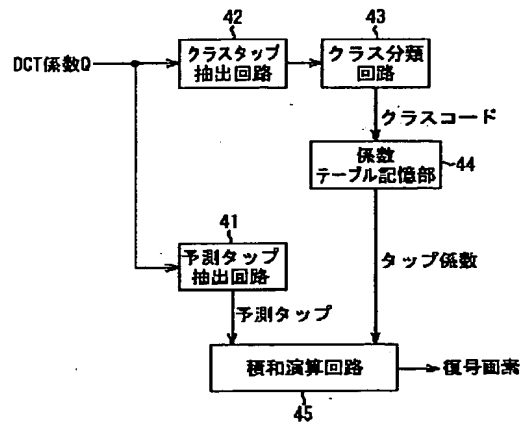 42
43
DCT係数Q
クラスタップ
抽出回路
クラス分類
回路
クラスコード
係数
テーブル記憶部
44
41
予測タップ
抽出回路
タップ係数
予測タップ
積和演算回路
復号画素
45